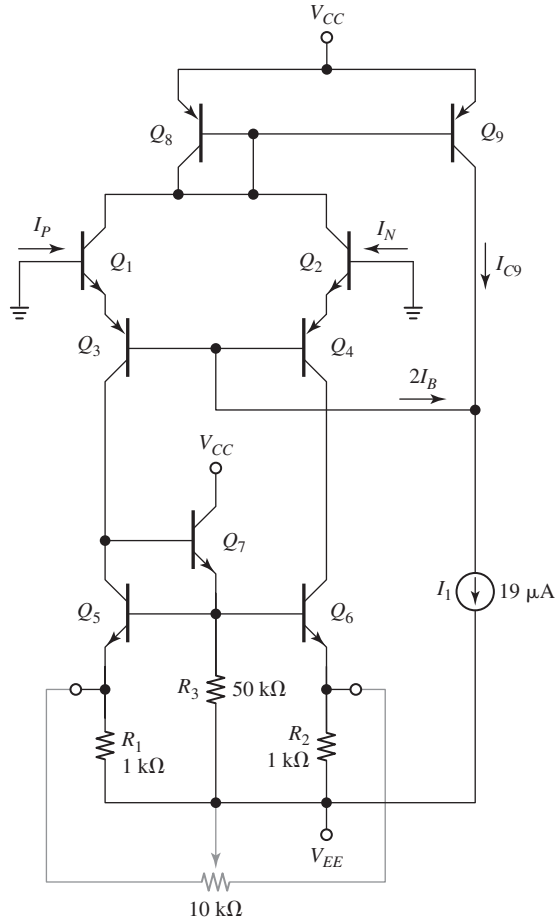 V_CC
Q_8
Q_9
I_P
I_N
Q_1
Q_2
I_C9
Q_3
Q_4
2I_B
V_CC
Q_7
Q_5
Q_6
I_1
19 μA
R_3
50 kΩ
R_1
1 kΩ
R_2
1 kΩ
V_EE
10 kΩ